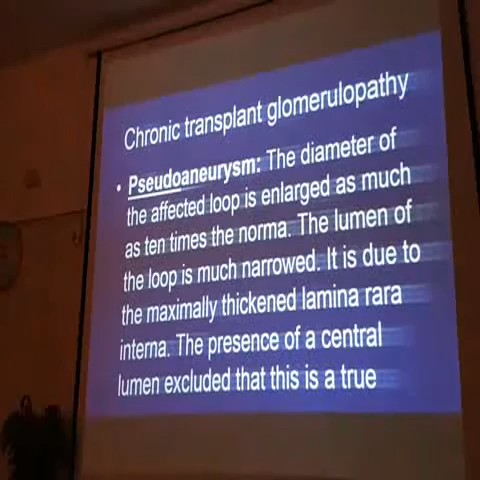 Chronic transplant glomerulopathy
• Pseudoaneurysm: The diameter of
the affected loop is enlarged as much
as ten times the norma. The lumen of
the loop is much narrowed. It is due to
the maximally thickened lamina rara
interna. The presence of a central
lumen excluded that this is a true